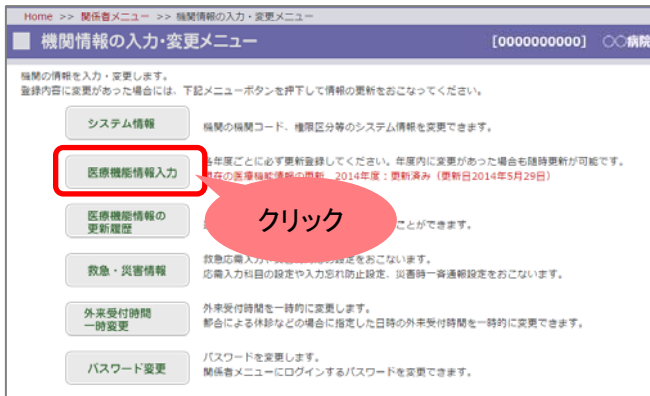 Home >> 関係者メニュー >> 機関情報の入力・変更メニュー
機関情報の入力・変更メニュー [0000000000] 〇〇病院
機関の情報を入力・変更します。
登録内容に変更があった場合には、下記メニューボタンを押下して情報の更新をおこなってください。
システム情報
機関の機関コード、権限区分等のシステム情報を変更できます。
医療機能情報入力
各年度ごとに必ず更新登録してください。年度内に変更があった場合も随時更新が可能です。
現在の医療機能情報の更新 2014年度：更新済み（更新日2014年5月29日）
クリック
医療機能情報の
更新履歴
ことができます。
救急・災害情報
救急応需入力や
設定をおこないます。
応需入力科目の設定や入力忘れ防止設定、災害時一斉通報設定をおこないます。
外来受付時間
一時変更
外来受付時間を一時的に変更します。
都合による休診などの場合に指定した日時の外来受付時間を一時的に変更できます。
パスワード変更
パスワードを変更します。
関係者メニューにログインするパスワードを変更できます。